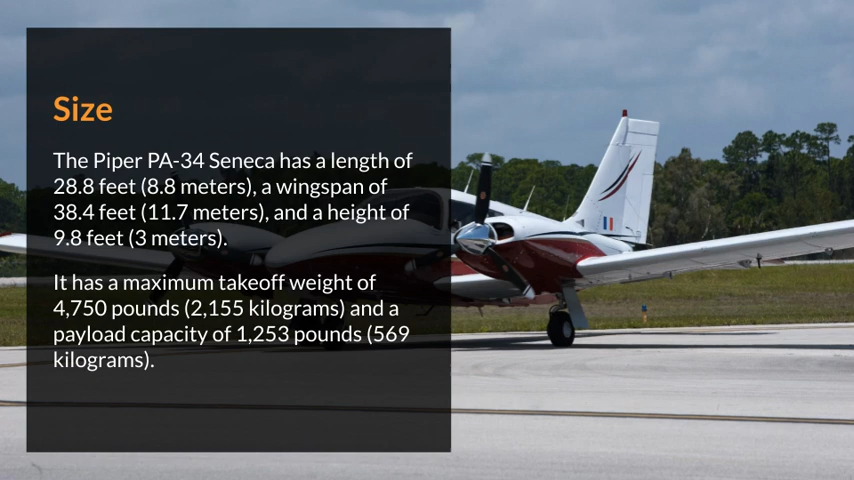 Size
The Piper PA-34 Seneca has a length of
28.8 feet (8.8 meters), a wingspan of
38.4 feet (11.7 meters), and a height of
9.8 feet (3 meters).
It has a maximum takeoff weight of
4,750 pounds (2,155 kilograms) and a
payload capacity of 1,253 pounds (569
kilograms).